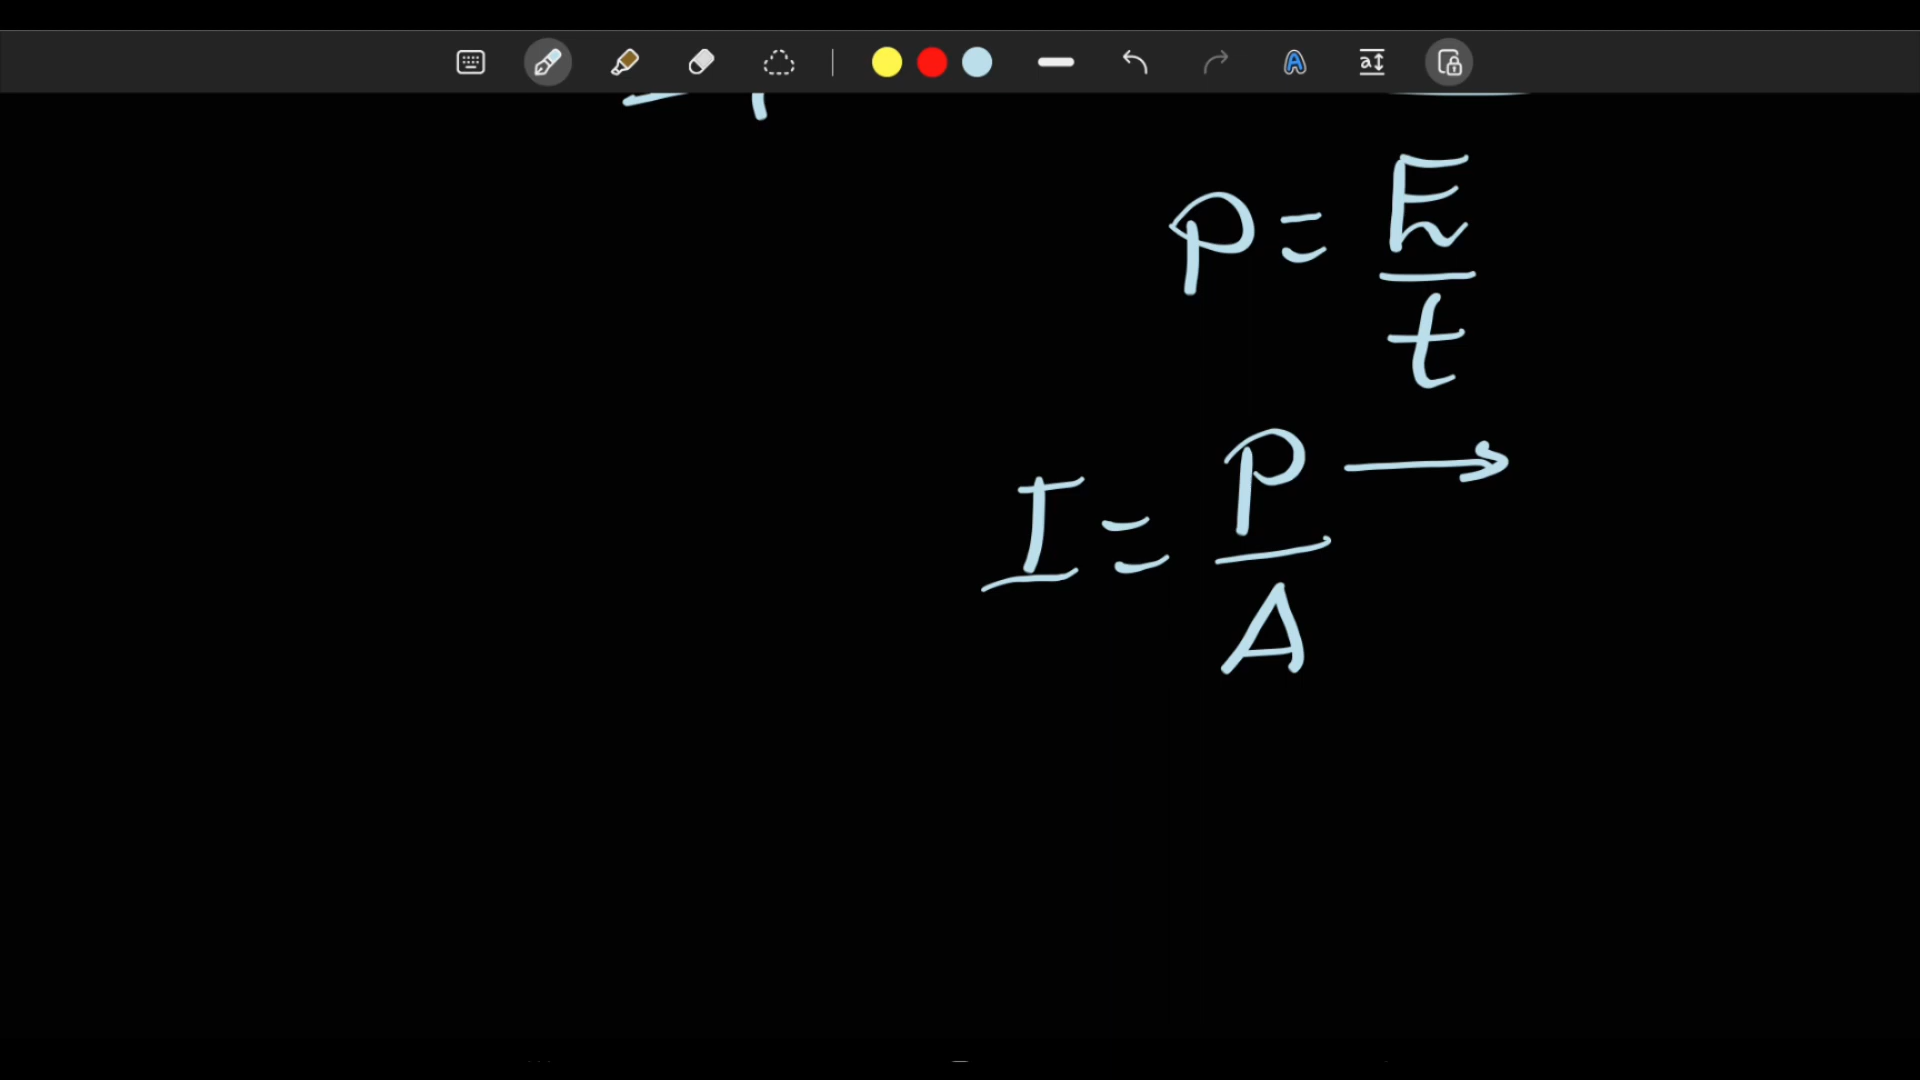 P = E/t
I = P/A →